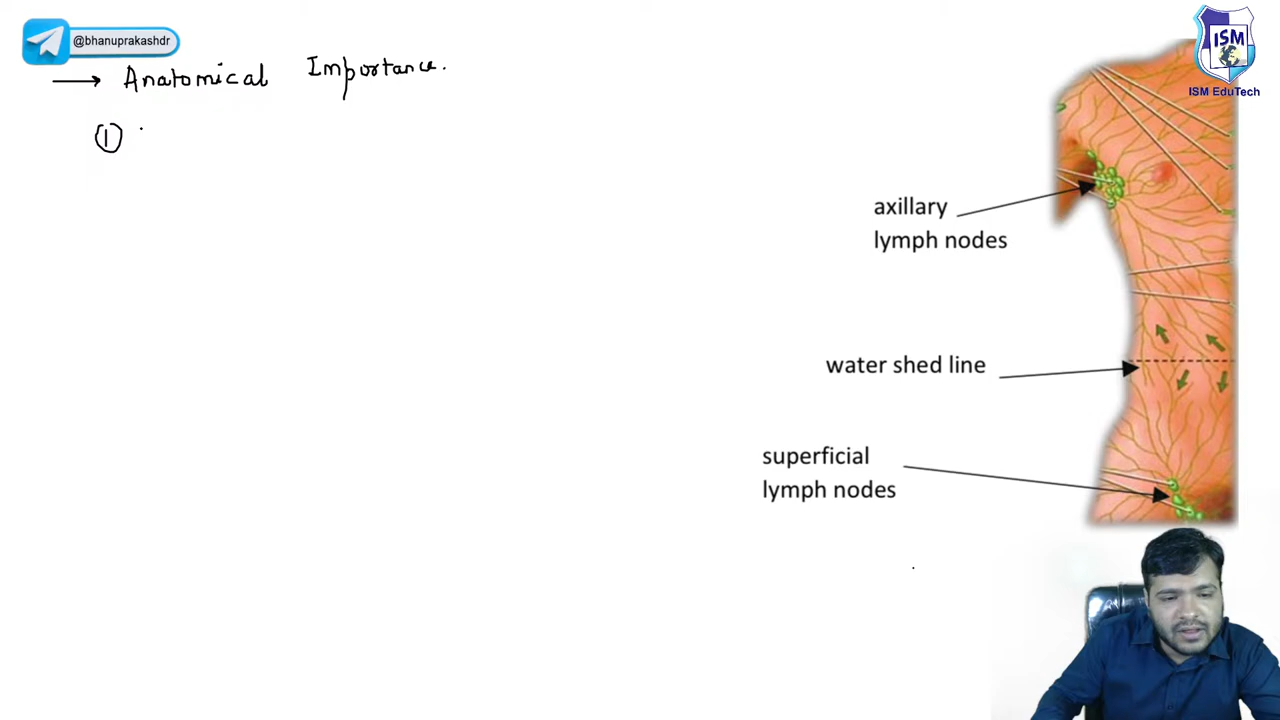 @bhanuprakashdr
→ Anatomical Importance.
① 
ISM
ISM EduTech
axillary
lymph nodes
water shed line
superficial
lymph nodes